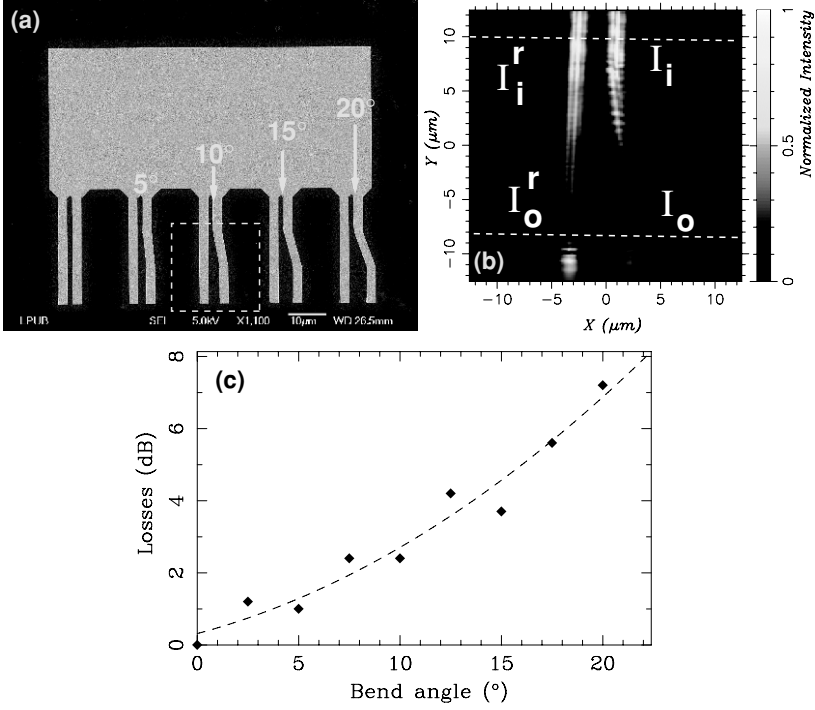 (a)
5°
10°
15°
20°
LPUB SEI 5.0kV X1,100 10µm WD 26.5mm
10
5
0
-5
-10
Y (µm)
I_i^r
I_i
I_o^r
I_o
(b)
-10 -5 0 5 10
X (µm)
1
0.5
0
Normalized Intensity
(c)
8
6
4
2
0
Losses (dB)
0 5 10 15 20
Bend angle (°)